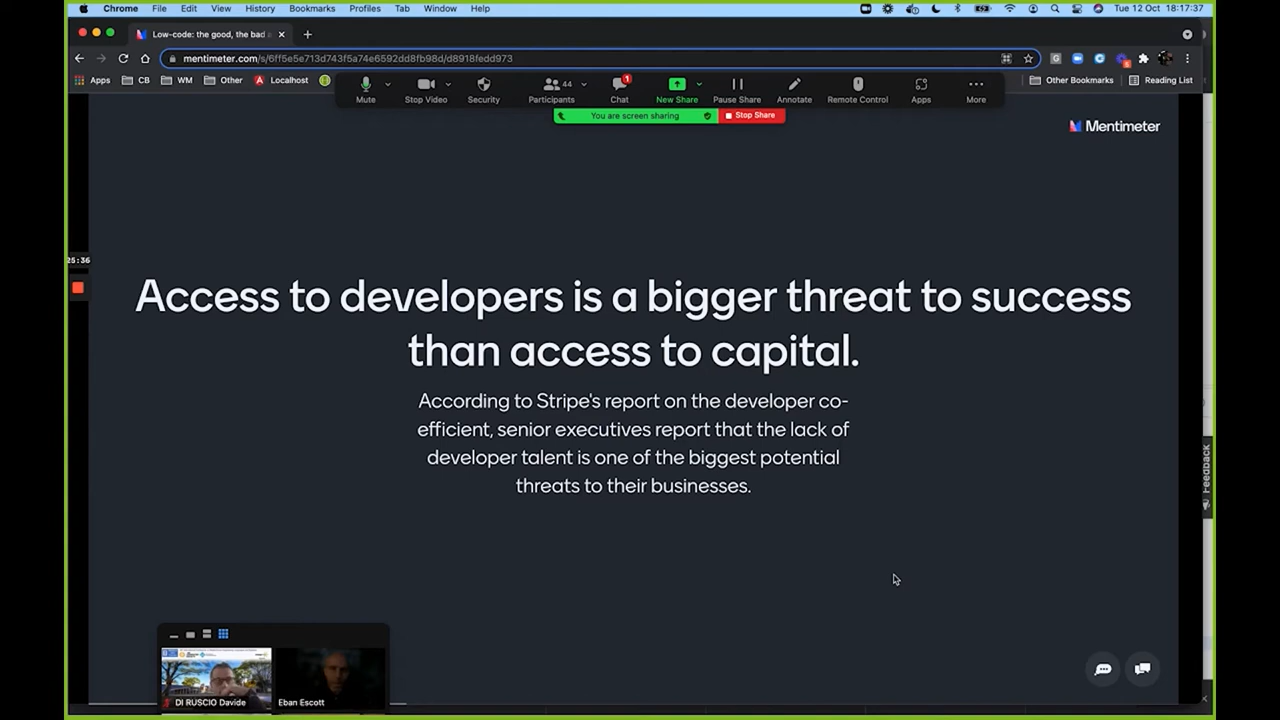 Chrome File Edit View History Bookmarks Profiles Tab Window Help Tue 12 Oct 18:17:37
Low-code: the good, the bad
mentimeter.com/s/6ff5e5e713d743f5a74e6592dd8fb98d/d8918fedd973
Apps CB WM Other Localhost Other Bookmarks Reading List
44 1
Mute Stop Video Security Participants Chat New Share Pause Share Annotate Remote Control Apps More
You are screen sharing Stop Share
Mentimeter
25:36
Access to developers is a bigger threat to success
than access to capital.
According to Stripe's report on the developer co-
efficient, senior executives report that the lack of
developer talent is one of the biggest potential
threats to their businesses.
Feedback
DI RUSCIO Davide Eban Escott